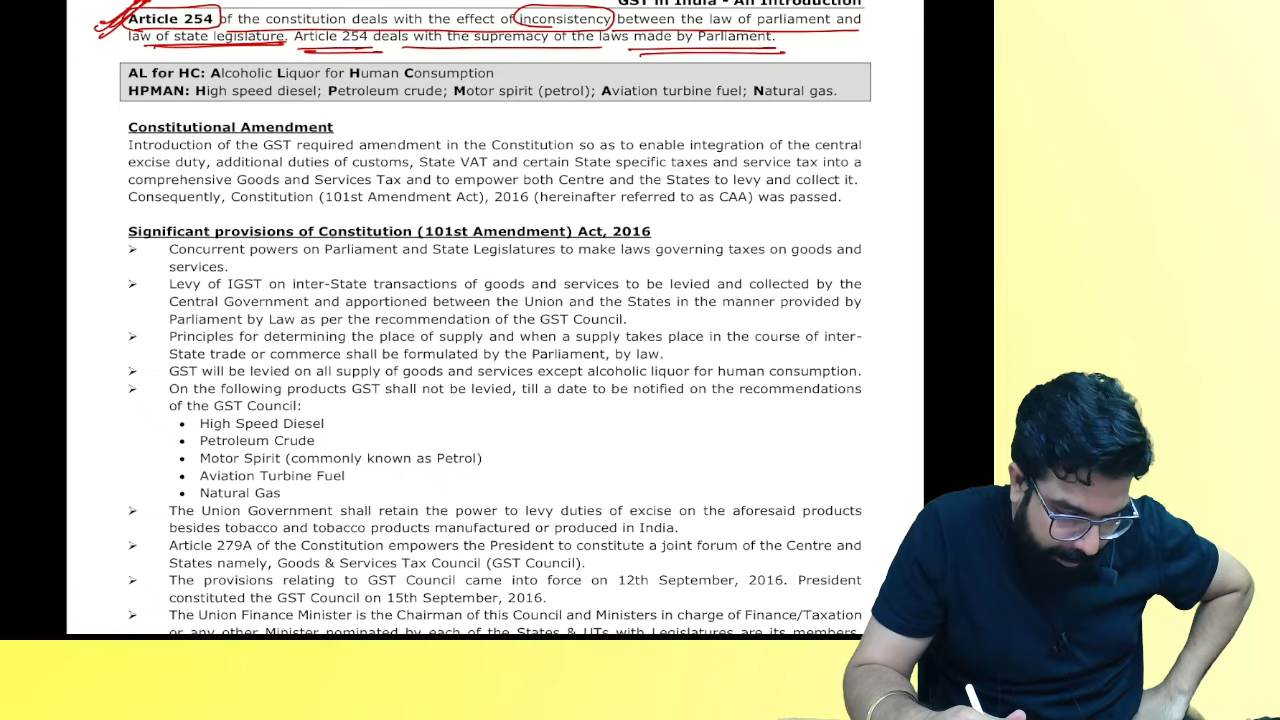 GST in India - An Introduction
Article 254 of the constitution deals with the effect of inconsistency between the law of parliament and
law of state legislature. Article 254 deals with the supremacy of the laws made by Parliament.
AL for HC: Alcoholic Liquor for Human Consumption
HPMAN: High speed diesel; Petroleum crude; Motor spirit (petrol); Aviation turbine fuel; Natural gas.
Constitutional Amendment
Introduction of the GST required amendment in the Constitution so as to enable integration of the central
excise duty, additional duties of customs, State VAT and certain State specific taxes and service tax into a
comprehensive Goods and Services Tax and to empower both Centre and the States to levy and collect it.
Consequently, Constitution (101st Amendment Act), 2016 (hereinafter referred to as CAA) was passed.
Significant provisions of Constitution (101st Amendment) Act, 2016
➢ Concurrent powers on Parliament and State Legislatures to make laws governing taxes on goods and
services.
➢ Levy of IGST on inter-State transactions of goods and services to be levied and collected by the
Central Government and apportioned between the Union and the States in the manner provided by
Parliament by Law as per the recommendation of the GST Council.
➢ Principles for determining the place of supply and when a supply takes place in the course of inter-
State trade or commerce shall be formulated by the Parliament, by law.
➢ GST will be levied on all supply of goods and services except alcoholic liquor for human consumption.
➢ On the following products GST shall not be levied, till a date to be notified on the recommendations
of the GST Council:
• High Speed Diesel
• Petroleum Crude
• Motor Spirit (commonly known as Petrol)
• Aviation Turbine Fuel
• Natural Gas
➢ The Union Government shall retain the power to levy duties of excise on the aforesaid products
besides tobacco and tobacco products manufactured or produced in India.
➢ Article 279A of the Constitution empowers the President to constitute a joint forum of the Centre and
States namely, Goods & Services Tax Council (GST Council).
➢ The provisions relating to GST Council came into force on 12th September, 2016. President
constituted the GST Council on 15th September, 2016.
➢ The Union Finance Minister is the Chairman of this Council and Ministers in charge of Finance/Taxation
or any other Minister nominated by each of the States & UTs with Legislatures are its members.